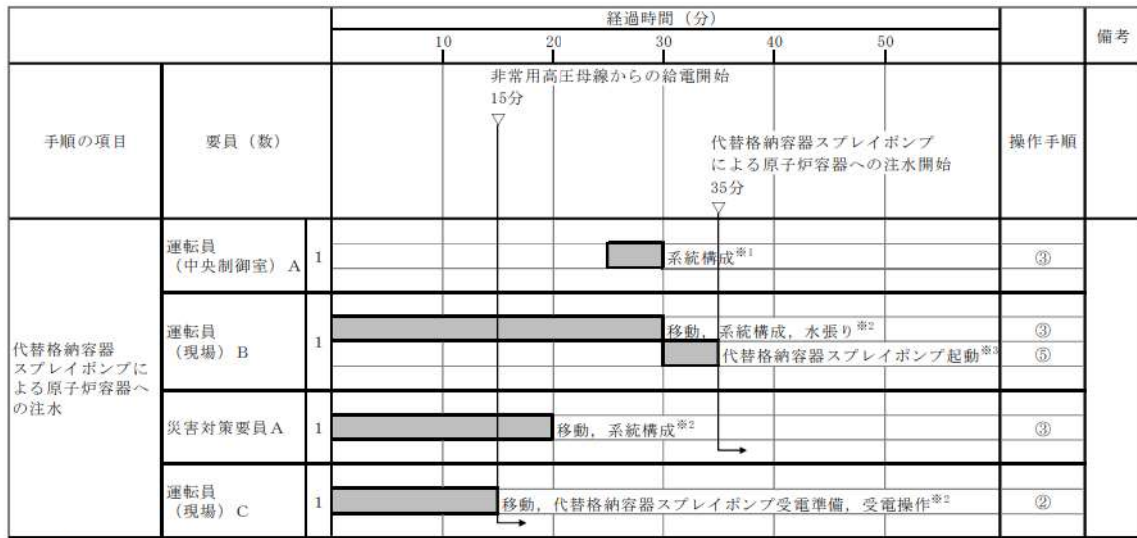 経過時間（分）
備考
10
20
30
40
50
手順の項目
要員（数）
非常用高圧母線からの給電開始
15分
代替格納容器スプレイポンプ
による原子炉容器への注水開始
35分
操作手順
代替格納容器
スプレイポンプに
よる原子炉容器へ
の注水
運転員
（中央制御室）A
1
系統構成※1
③
運転員
（現場）B
1
移動，系統構成，水張り※2
③
代替格納容器スプレイポンプ起動※3
⑤
災害対策要員A
1
移動，系統構成※2
③
運転員
（現場）C
1
移動，代替格納容器スプレイポンプ受電準備，受電操作※2
②